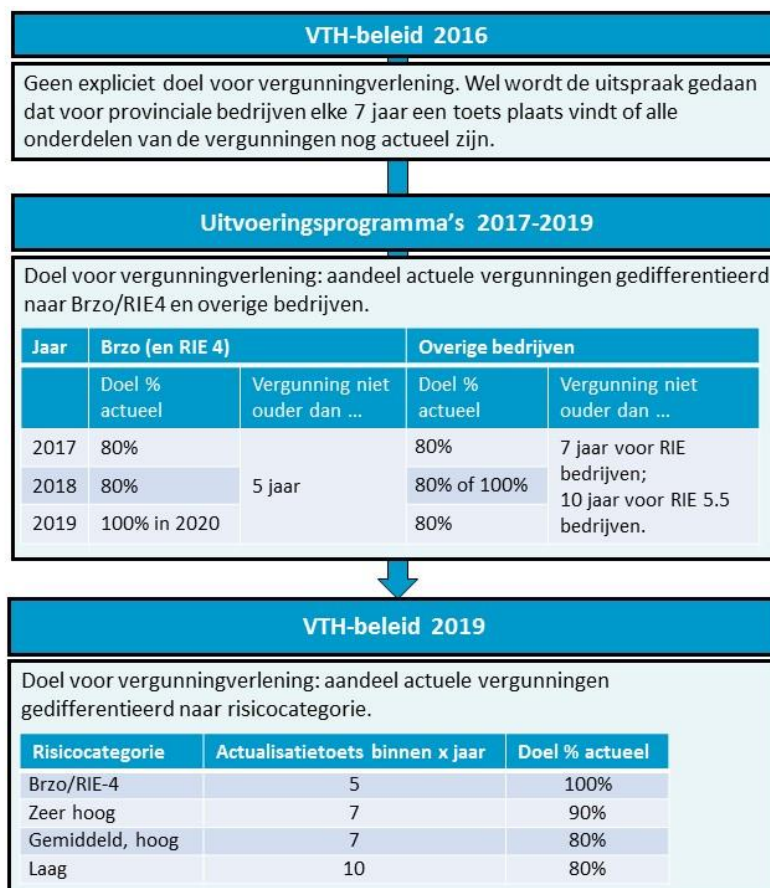 VTH-beleid 2016
Geen expliciet doel voor vergunningverlening. Wel wordt de uitspraak gedaan
dat voor provinciale bedrijven elke 7 jaar een toets plaats vindt of alle
onderdelen van de vergunningen nog actueel zijn.
Uitvoeringsprogramma's 2017-2019
Doel voor vergunningverlening: aandeel actuele vergunningen gedifferentieerd
naar Brzo/RIE4 en overige bedrijven.
Jaar Brzo (en RIE 4) Overige bedrijven
Doel % Vergunning niet Doel % Vergunning niet
actueel ouder dan ... actueel ouder dan ...
2017 80% 80% 7 jaar voor RIE
bedrijven;
2018 80% 5 jaar 80% of 100%
10 jaar voor RIE 5.5
2019 100% in 2020 80% bedrijven.
VTH-beleid 2019
Doel voor vergunningverlening: aandeel actuele vergunningen
gedifferentieerd naar risicocategorie.
Risicocategorie Actualisatietoets binnen x jaar Doel % actueel
Brzo/RIE-4 5 100%
Zeer hoog 7 90%
Gemiddeld, hoog 7 80%
Laag 10 80%